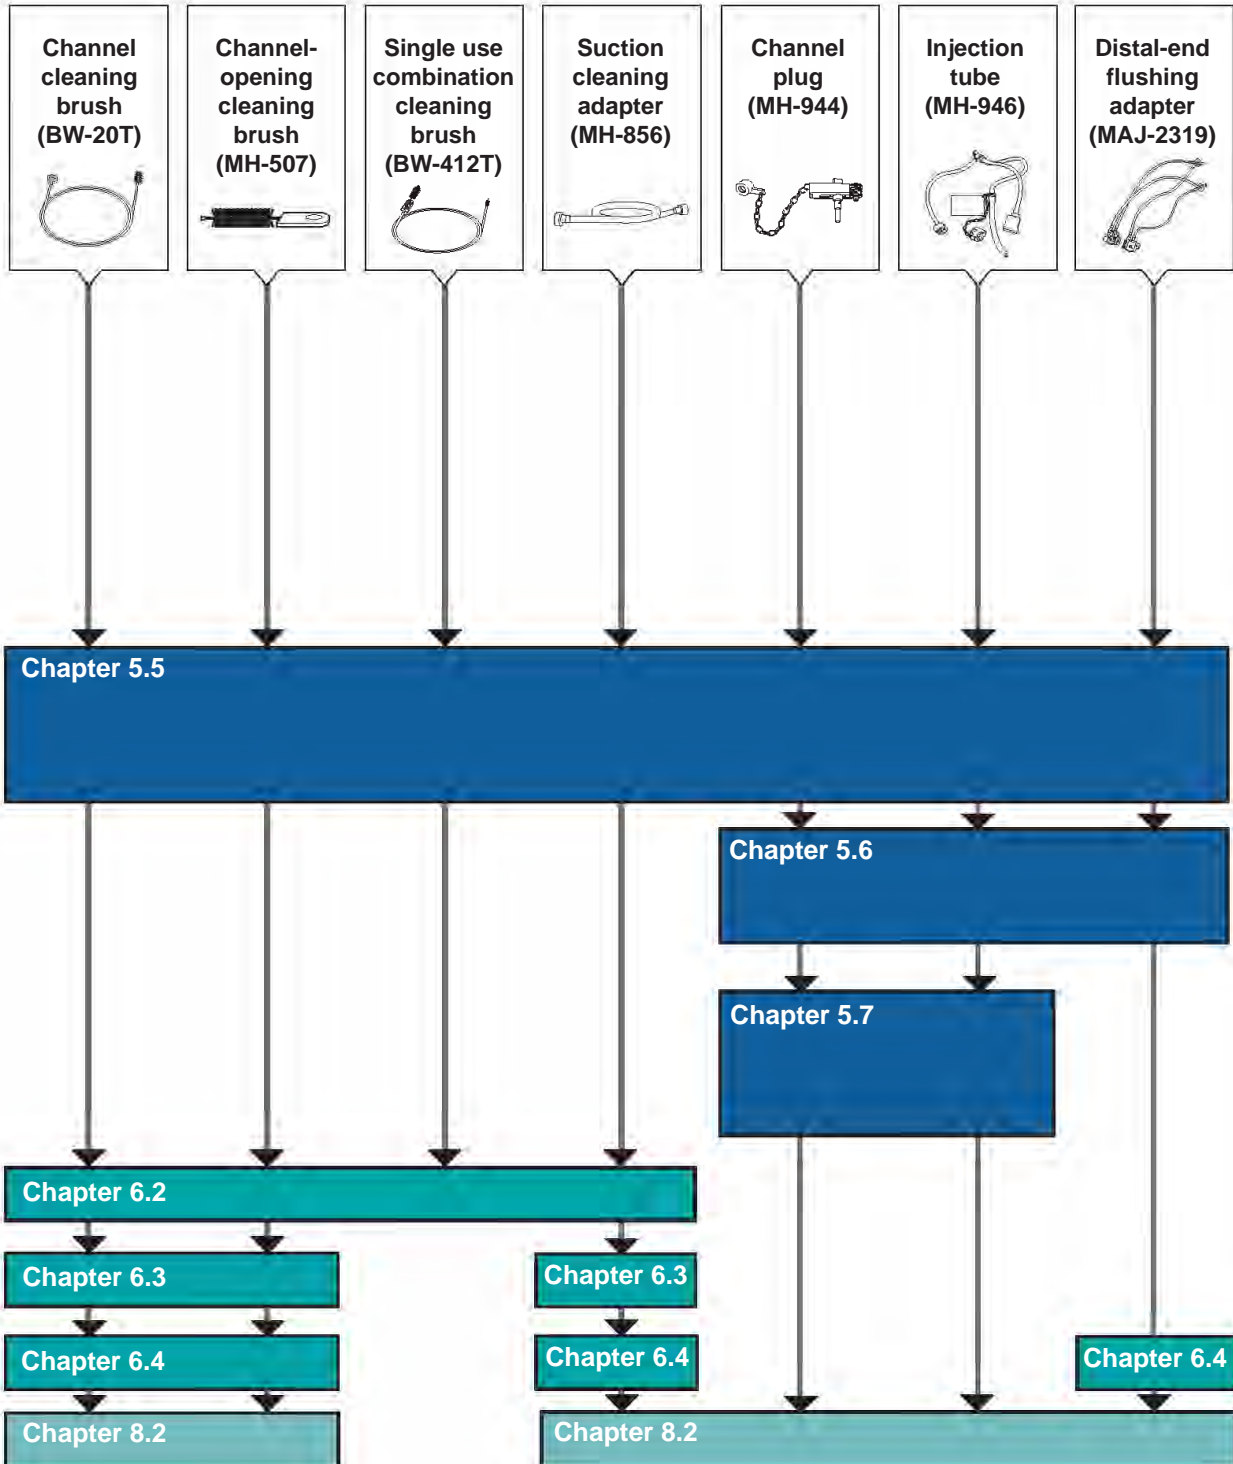 Channel
cleaning
brush
(BW-20T)
Channel-
opening
cleaning
brush
(MH-507)
Single use
combination
cleaning
brush
(BW-412T)
Suction
cleaning
adapter
(MH-856)
Channel
plug
(MH-944)
Injection
tube
(MH-946)
Distal-end
flushing
adapter
(MAJ-2319)
Chapter 5.5
Chapter 5.6
Chapter 5.7
Chapter 6.2
Chapter 6.3
Chapter 6.3
Chapter 6.4
Chapter 6.4
Chapter 6.4
Chapter 8.2
Chapter 8.2